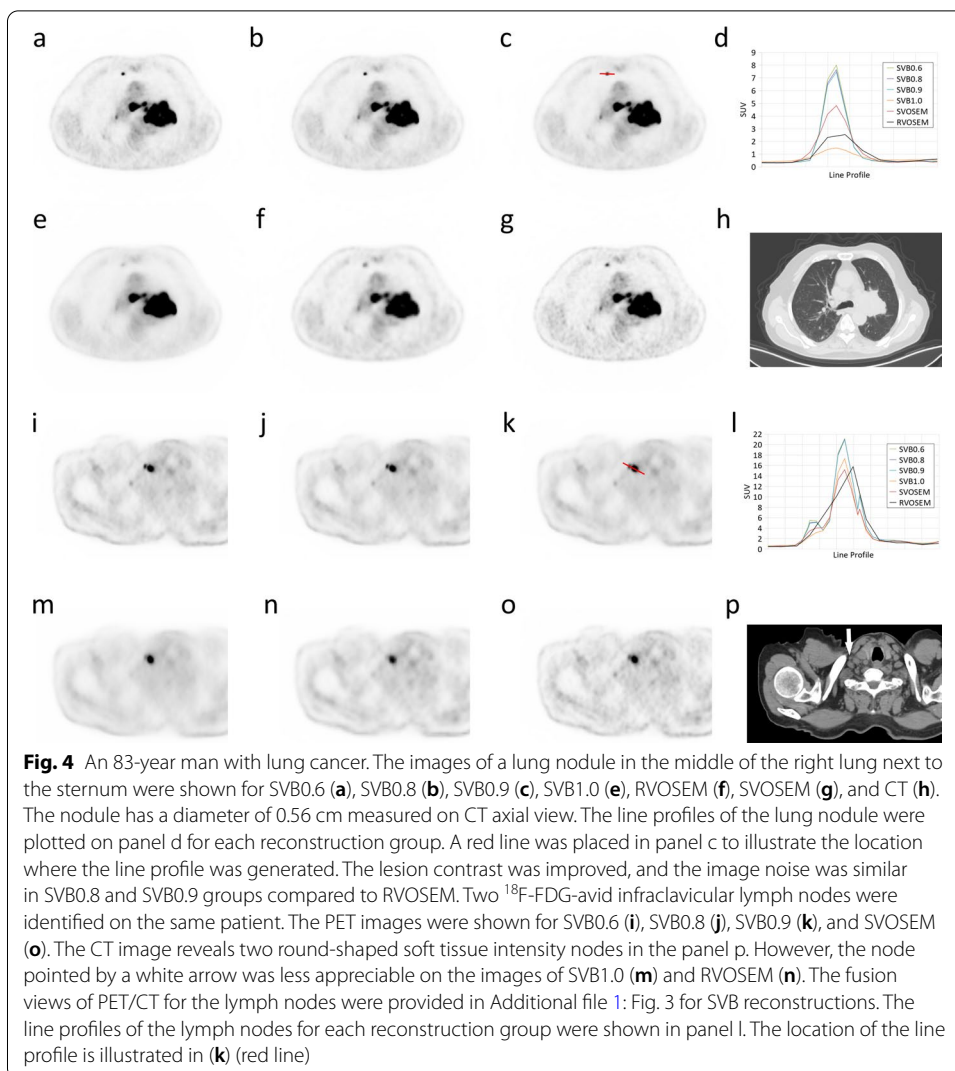 a
b
c
d
9
8
7
6
5
4
3
2
1
0
SUV
SVB0.6
SVB0.8
SVB0.9
SVB1.0
SVOSEM
RVOSEM
Line Profile
e
f
g
h
i
j
k
l
22
20
18
16
14
12
10
8
6
4
2
0
SUV
SVB0.6
SVB0.8
SVB0.9
SVB1.0
SVOSEM
RVOSEM
Line Profile
m
n
o
p
Fig. 4 An 83-year man with lung cancer. The images of a lung nodule in the middle of the right lung next to
the sternum were shown for SVB0.6 (a), SVB0.8 (b), SVB0.9 (c), SVB1.0 (e), RVOSEM (f), SVOSEM (g), and CT (h).
The nodule has a diameter of 0.56 cm measured on CT axial view. The line profiles of the lung nodule were
plotted on panel d for each reconstruction group. A red line was placed in panel c to illustrate the location
where the line profile was generated. The lesion contrast was improved, and the image noise was similar
in SVB0.8 and SVB0.9 groups compared to RVOSEM. Two 18F-FDG-avid infraclavicular lymph nodes were
identified on the same patient. The PET images were shown for SVB0.6 (i), SVB0.8 (j), SVB0.9 (k), and SVOSEM
(o). The CT image reveals two round-shaped soft tissue intensity nodes in the panel p. However, the node
pointed by a white arrow was less appreciable on the images of SVB1.0 (m) and RVOSEM (n). The fusion
views of PET/CT for the lymph nodes were provided in Additional file 1: Fig. 3 for SVB reconstructions. The
line profiles of the lymph nodes for each reconstruction group were shown in panel l. The location of the line
profile is illustrated in (k) (red line)